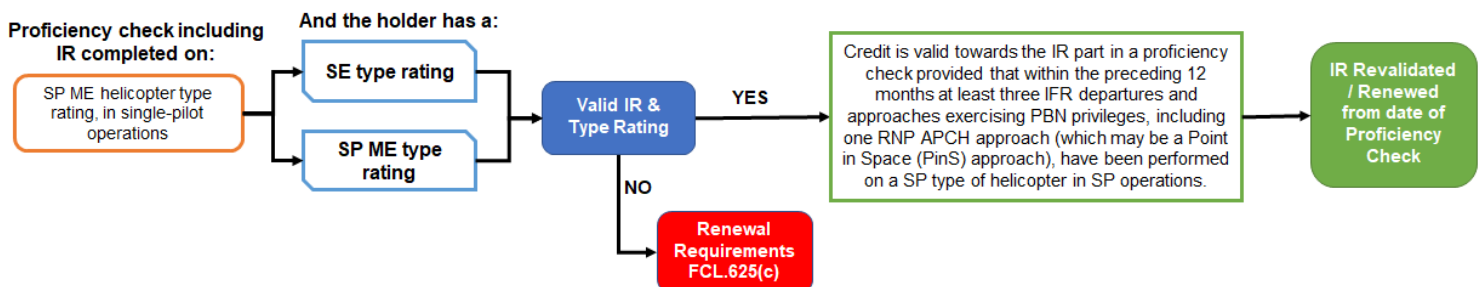 Proficiency check including
IR completed on:
SP ME helicopter type
rating, in single-pilot
operations
And the holder has a:
SE type rating
SP ME type
rating
Valid IR &
Type Rating
YES
NO
Renewal
Requirements
FCL.625(c)
Credit is valid towards the IR part in a proficiency
check provided that within the preceding 12
months at least three IFR departures and
approaches exercising PBN privileges, including
one RNP APCH approach (which may be a Point
in Space (PinS) approach), have been performed
on a SP type of helicopter in SP operations.
IR Revalidated
/ Renewed
from date of
Proficiency
Check